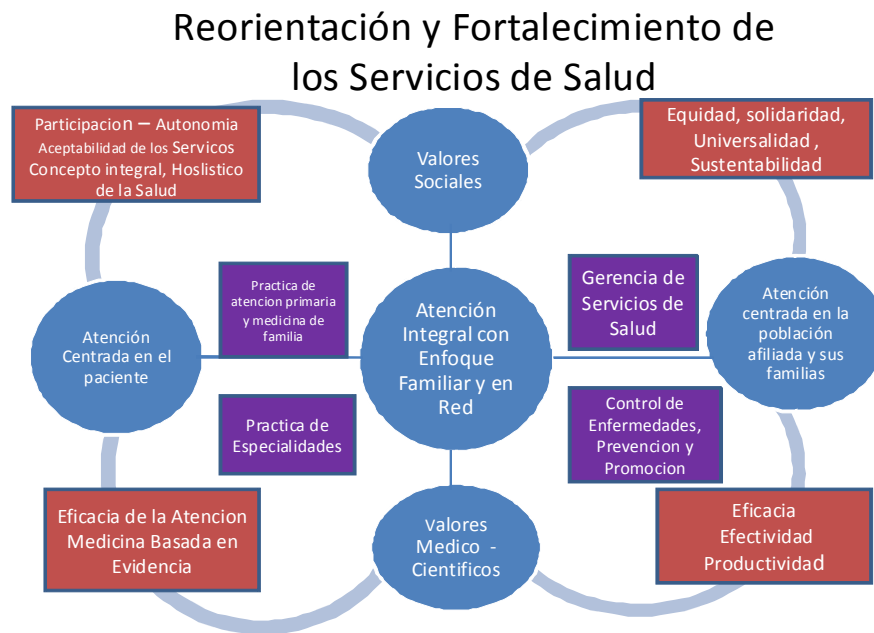 Reorientación y Fortalecimiento de
los Servicios de Salud
Participacion – Autonomia
Aceptabilidad de los Servicos
Concepto integral, Hoslistico
de la Salud
Valores
Sociales
Equidad, solidaridad,
Universalidad ,
Sustentabilidad
Practica de
atencion primaria
y medicina de
familia
Gerencia de
Servicios de
Salud
Atención
Centrada en el
paciente
Atención
Integral con
Enfoque
Familiar y en
Red
Atención
centrada en la
población
afiliada y sus
familias
Practica de
Especialidades
Control de
Enfermedades,
Prevencion y
Promocion
Eficacia de la Atencion
Medicina Basada en
Evidencia
Valores
Medico -
Cientificos
Eficacia
Efectividad
Productividad